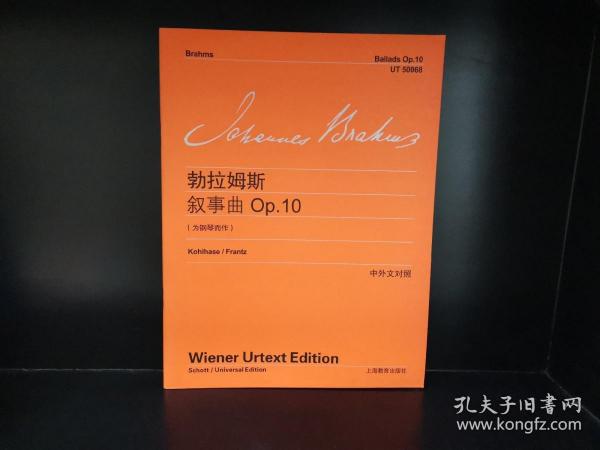 Brahms
Ballads Op.10
UT 50068
Johannes Brahms
勃拉姆斯
叙事曲 Op.10
（为钢琴而作）
Kohlhase / Frantz
中外文对照
Wiener Urtext Edition
Schott / Universal Edition
上海教育出版社
孔夫子旧书网
www.kongfz.com